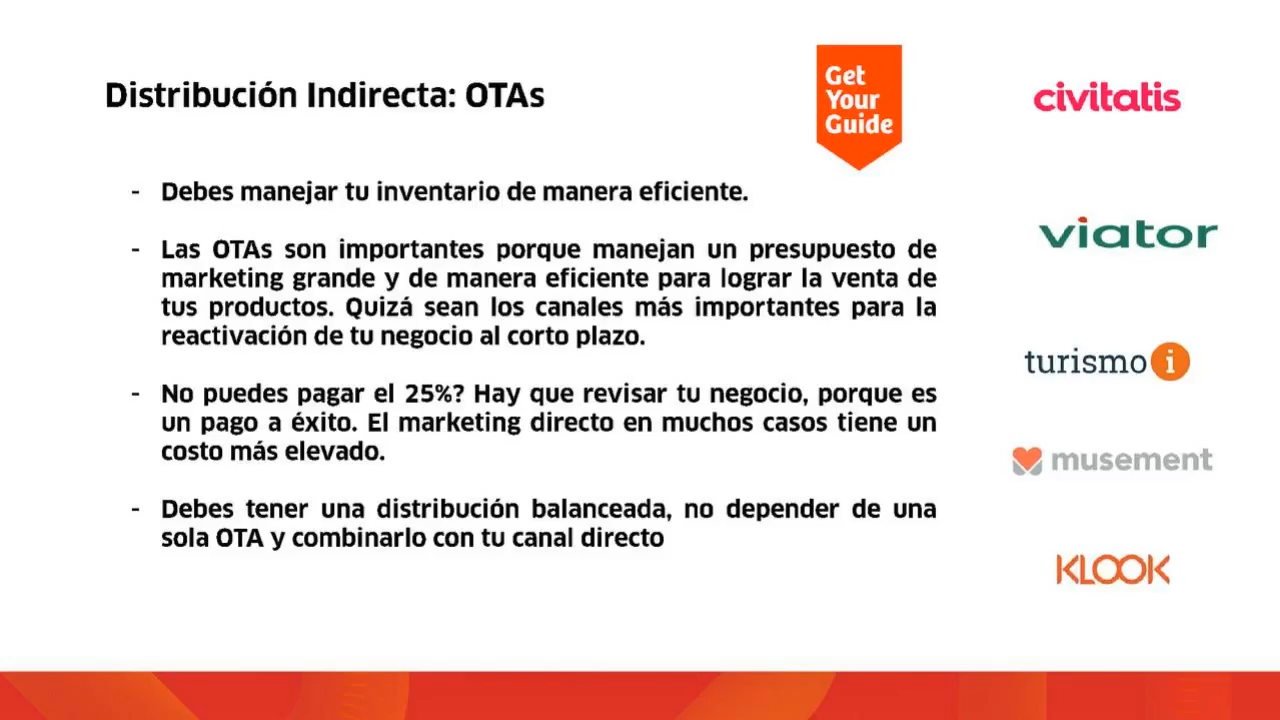 Distribución Indirecta: OTAs
Get
Your
Guide
civitatis
- Debes manejar tu inventario de manera eficiente.
viator
- Las OTAs son importantes porque manejan un presupuesto de
marketing grande y de manera eficiente para lograr la venta de
tus productos. Quizá sean los canales más importantes para la
reactivación de tu negocio al corto plazo.
turismo i
- No puedes pagar el 25%? Hay que revisar tu negocio, porque es
un pago a éxito. El marketing directo en muchos casos tiene un
costo más elevado.
musement
- Debes tener una distribución balanceada, no depender de una
sola OTA y combinarlo con tu canal directo
KLOOK